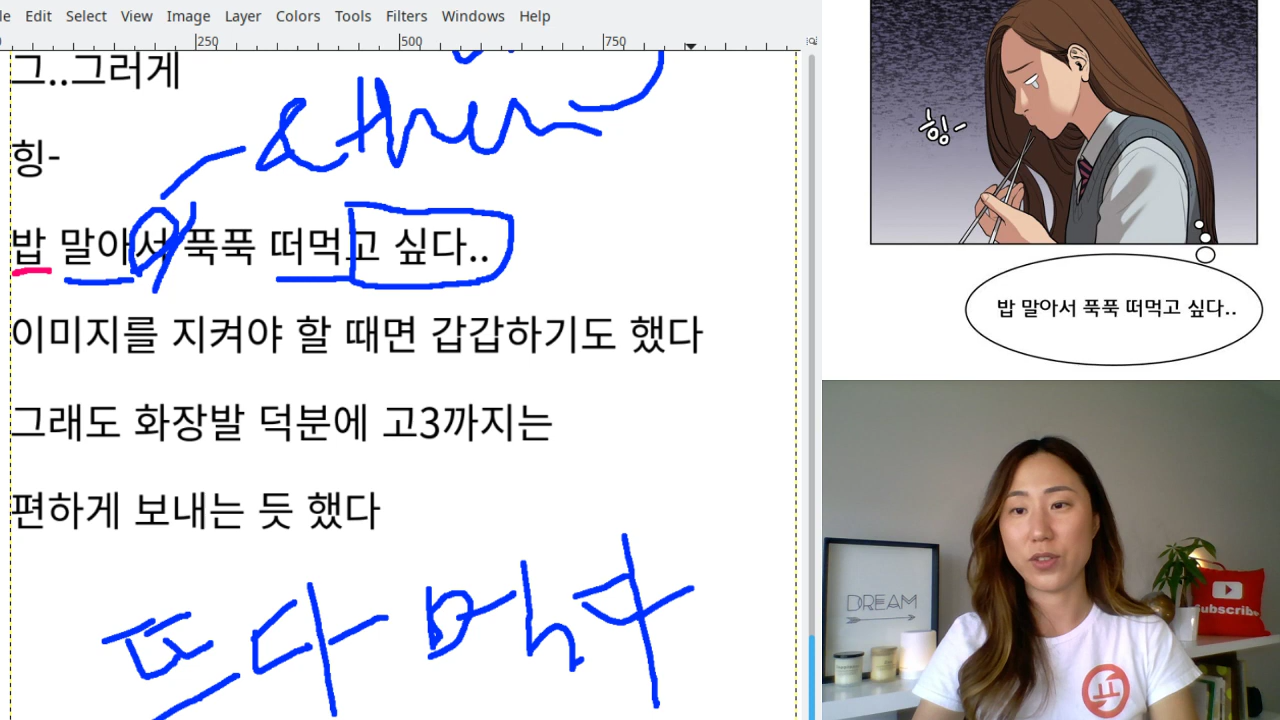 Edit Select View Image Layer Colors Tools Filters Windows Help
250 500 750
그..그러게
& then
힝-
밥 말아서 푹푹 떠먹고 싶다..
이미지를 지켜야 할 때면 갑갑하기도 했다
그래도 화장발 덕분에 고3까지는
편하게 보내는 듯 했다
뜨다 먹다
힝-
밥 말아서 푹푹 떠먹고 싶다..
DREAM
Subscribe